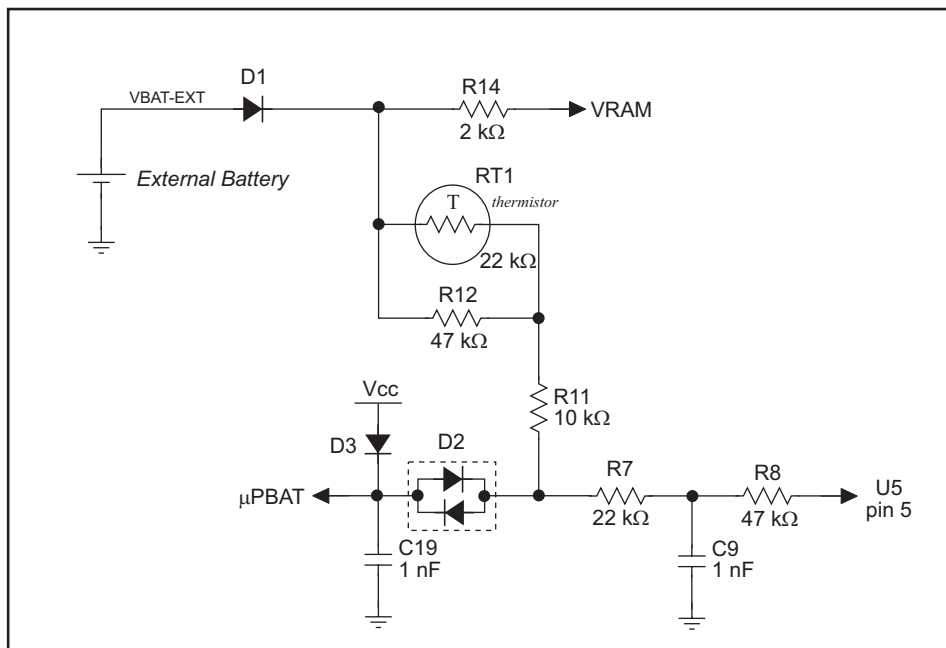 D1
VBAT-EXT
R14
2 kΩ
VRAM
External Battery
RT1
thermistor
T
22 kΩ
R12
47 kΩ
R11
10 kΩ
Vcc
D3
D2
µPBAT
R7
22 kΩ
R8
47 kΩ
U5
pin 5
C19
1 nF
C9
1 nF